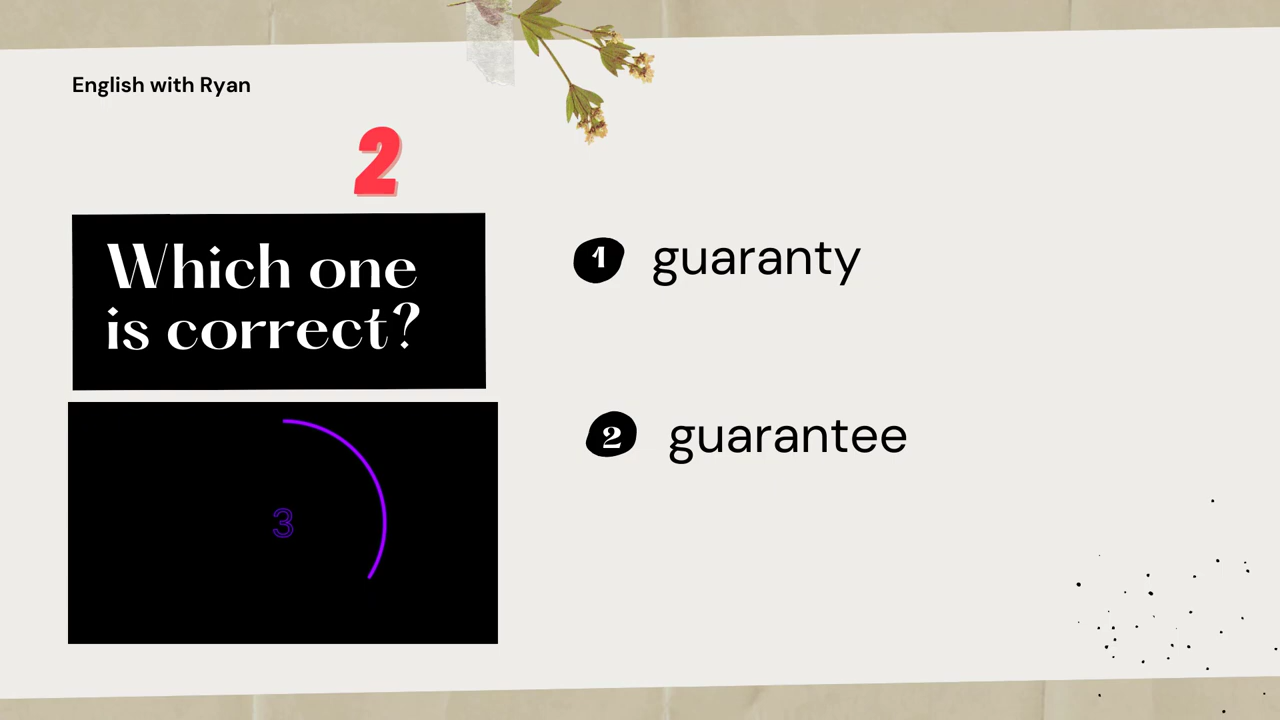 English with Ryan
2
Which one
is correct?
1 guaranty
2 guarantee
3